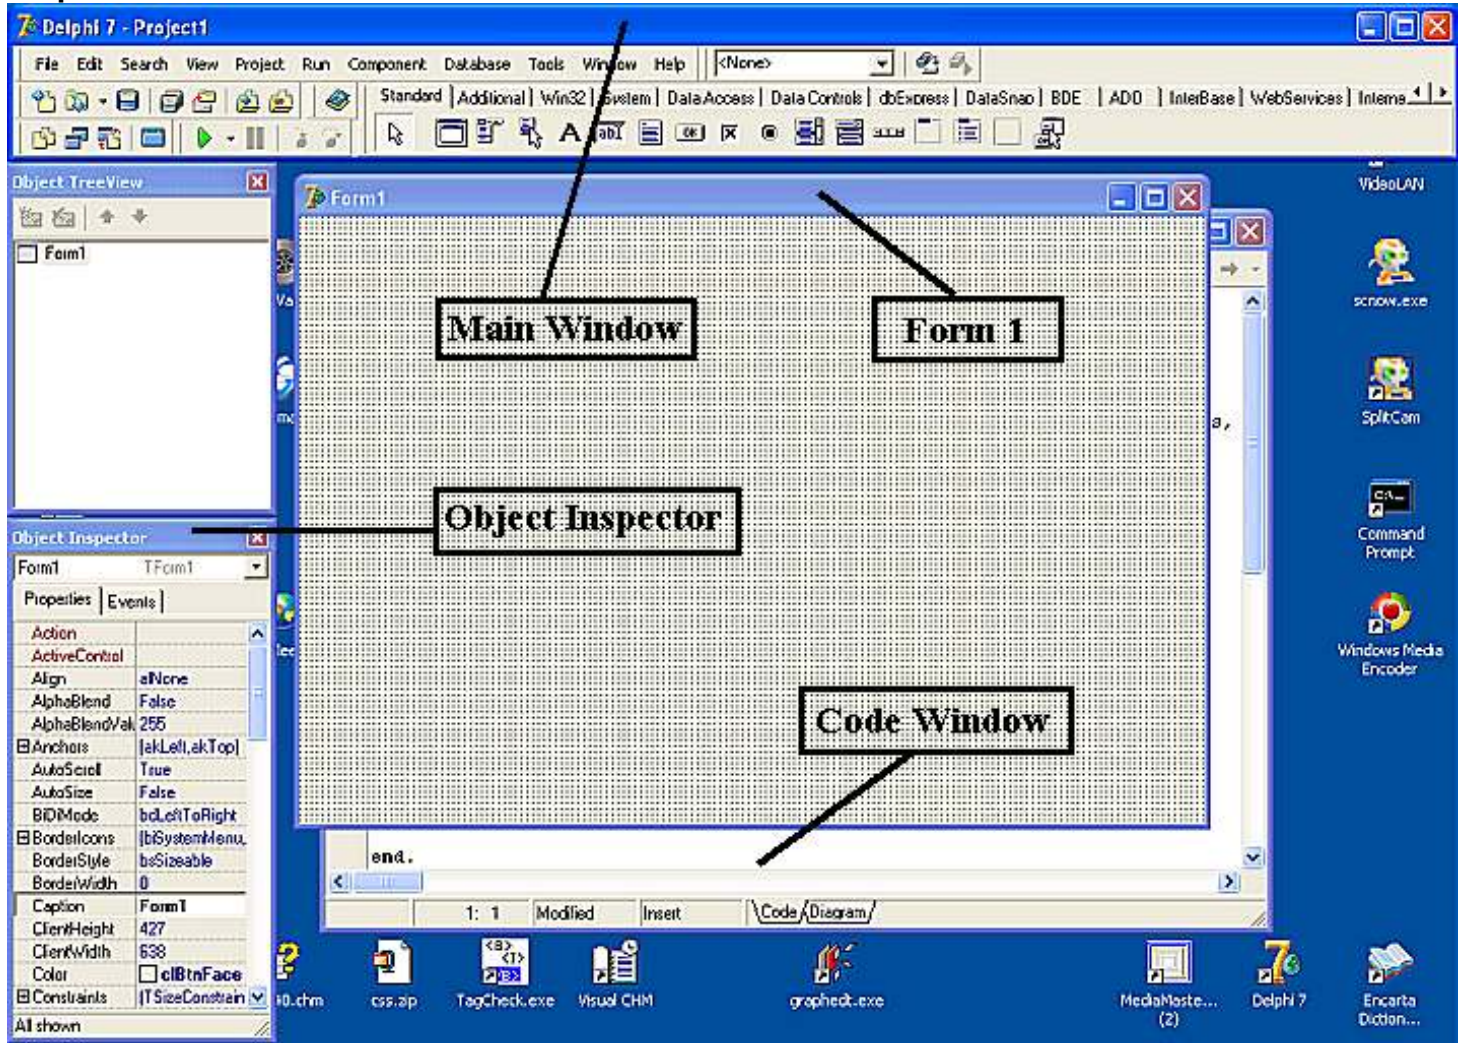 Delphi 7 - Project1
File Edit Search View Project Run Component Database Tools Window Help <None>
Standard Additional Win32 System Data Access Data Controls dbExpress DataSnap BDE ADO InterBase WebServices Interne
Object TreeView
Form1
Form1
VideoLAN
scnow.exe
SplitCam
Command
Prompt
Windows Media
Encoder
Main Window
Form 1
Object Inspector
Code Window
Object Inspector
Form1 TForm1
Properties Events
Action
ActiveControl
Align alNone
AlphaBlend False
AlphaBlendVal 255
Anchors [akLeft,akTop]
AutoScroll True
AutoSize False
BiDiMode bdLeftToRight
BorderIcons [biSystemMenu,
BorderStyle bsSizeable
BorderWidth 0
Caption Form1
ClientHeight 427
ClientWidth 638
Color clBtnFace
Constraints (TSizeConstrain
All shown
end.
1: 1 Modified Insert Code Diagram
css.zip
TagCheck.exe
Visual CHM
graphedt.exe
MediaMaste...
(2)
Delphi 7
Encarta
Diction...